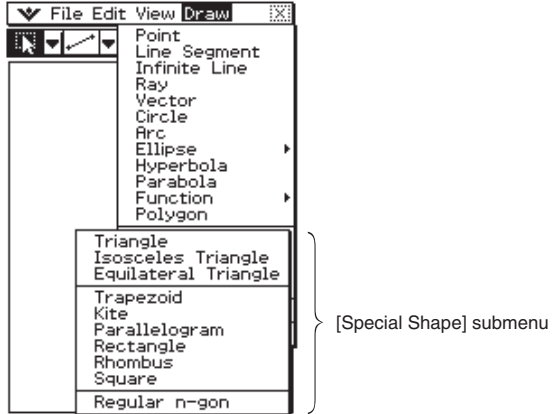 File Edit View Draw
Point
Line Segment
Infinite Line
Ray
Vector
Circle
Arc
Ellipse
Hyperbola
Parabola
Function
Polygon
Triangle
Isosceles Triangle
Equilateral Triangle
Trapezoid
Kite
Parallelogram
Rectangle
Rhombus
Square
Regular n-gon
[Special Shape] submenu